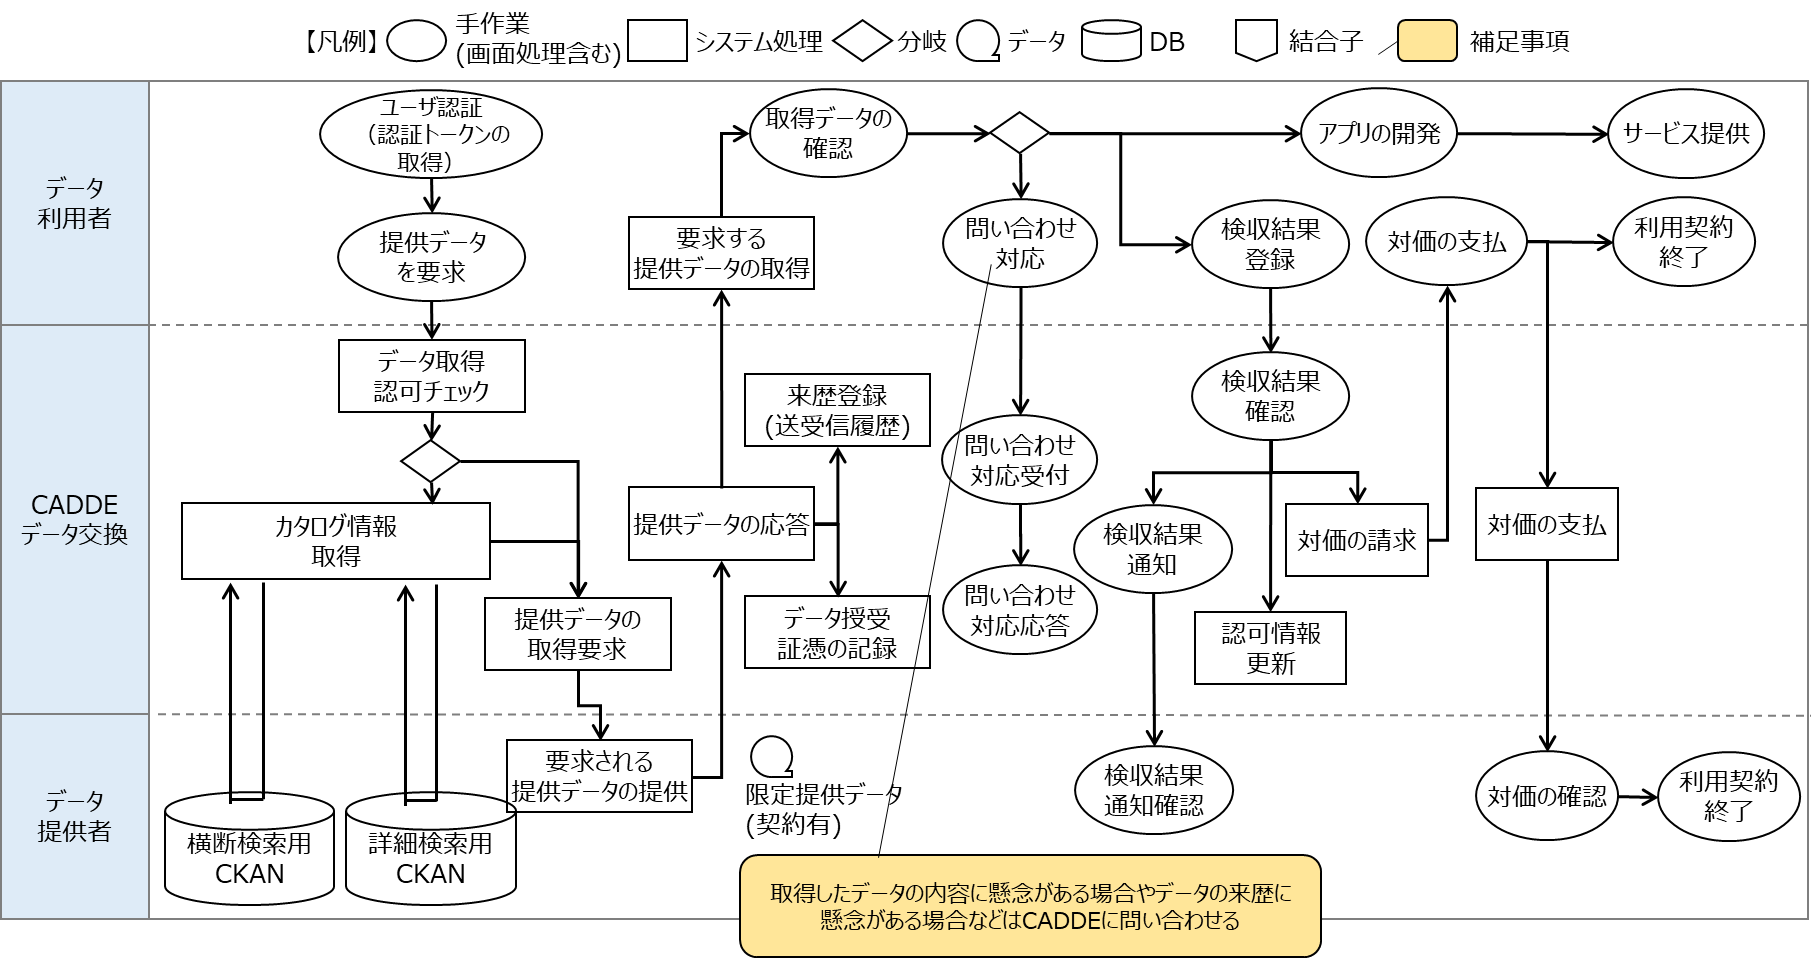 【凡例】
手作業
(画面処理含む)
システム処理
分岐
データ
DB
結合子
補足事項
データ
利用者
ユーザ認証
（認証トークンの
取得）
提供データ
を要求
要求する
提供データの取得
取得データの
確認
問い合わせ
対応
アプリの開発
サービス提供
検収結果
登録
対価の支払
利用契約
終了
CADDE
データ交換
データ取得
認可チェック
カタログ情報
取得
提供データの
取得要求
提供データの応答
来歴登録
(送受信履歴)
データ授受
証憑の記録
問い合わせ
対応受付
問い合わせ
対応応答
検収結果
確認
検収結果
通知
認可情報
更新
対価の請求
対価の支払
データ
提供者
横断検索用
CKAN
詳細検索用
CKAN
要求される
提供データの提供
限定提供データ
(契約有)
検収結果
通知確認
対価の確認
利用契約
終了
取得したデータの内容に懸念がある場合やデータの来歴に
懸念がある場合などはCADDEに問い合わせる